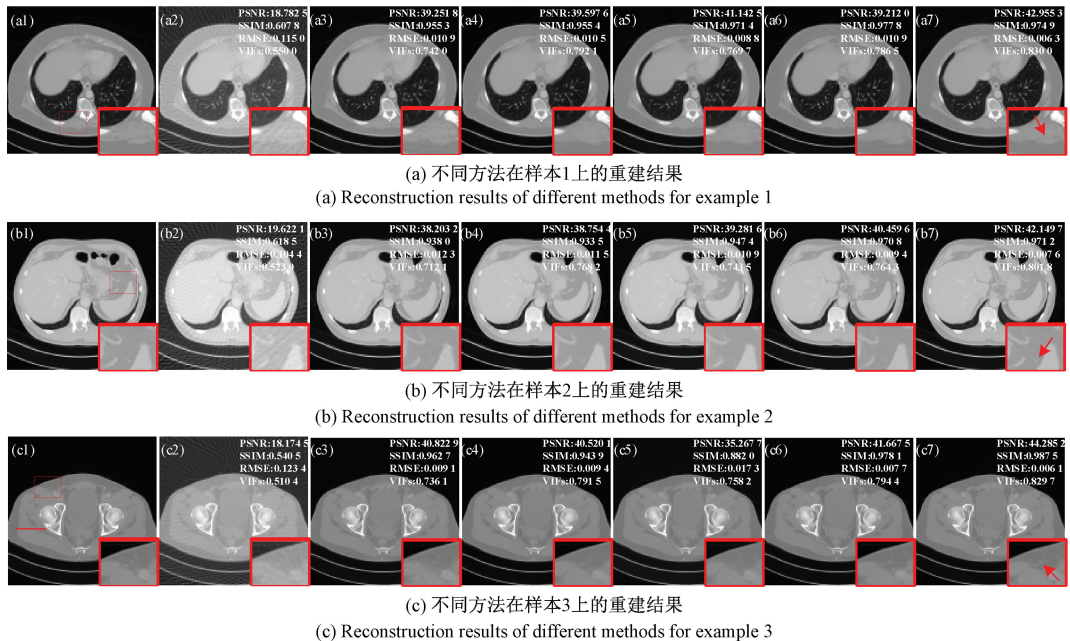 (a1) (a2) PSNR:18.782 5 (a3) PSNR:39.251 8 (a4) PSNR:39.597 6 (a5) PSNR:41.142 5 (a6) PSNR:39.212 0 (a7) PSNR:42.955 3
SSIM:0.607 8 SSIM:0.955 3 SSIM:0.955 4 SSIM:0.971 4 SSIM:0.977 8 SSIM:0.974 9
RMSE:0.115 0 RMSE:0.010 9 RMSE:0.010 5 RMSE:0.008 8 RMSE:0.010 9 RMSE:0.006 3
VIFs:0.550 0 VIFs:0.742 0 VIFs:0.792 1 VIFs:0.769 7 VIFs:0.786 5 VIFs:0.830 0
(a) 不同方法在样本1上的重建结果
(a) Reconstruction results of different methods for example 1
(b1) (b2) PSNR:19.622 1 (b3) PSNR:38.203 2 (b4) PSNR:38.754 4 (b5) PSNR:39.281 6 (b6) PSNR:40.459 6 (b7) PSNR:42.149 7
SSIM:0.618 5 SSIM:0.938 0 SSIM:0.933 5 SSIM:0.947 4 SSIM:0.970 8 SSIM:0.971 2
RMSE:0.104 4 RMSE:0.012 3 RMSE:0.011 5 RMSE:0.010 9 RMSE:0.009 4 RMSE:0.007 6
VIFs:0.523 0 VIFs:0.712 1 VIFs:0.768 2 VIFs:0.743 5 VIFs:0.764 3 VIFs:0.801 8
(b) 不同方法在样本2上的重建结果
(b) Reconstruction results of different methods for example 2
(c1) (c2) PSNR:18.174 5 (c3) PSNR:40.822 9 (c4) PSNR:40.520 1 (c5) PSNR:35.267 7 (c6) PSNR:41.667 5 (c7) PSNR:44.285 2
SSIM:0.540 5 SSIM:0.962 7 SSIM:0.943 9 SSIM:0.882 0 SSIM:0.978 1 SSIM:0.987 5
RMSE:0.123 4 RMSE:0.009 1 RMSE:0.009 4 RMSE:0.017 3 RMSE:0.007 7 RMSE:0.006 1
VIFs:0.510 4 VIFs:0.736 1 VIFs:0.791 5 VIFs:0.758 2 VIFs:0.794 4 VIFs:0.829 7
(c) 不同方法在样本3上的重建结果
(c) Reconstruction results of different methods for example 3